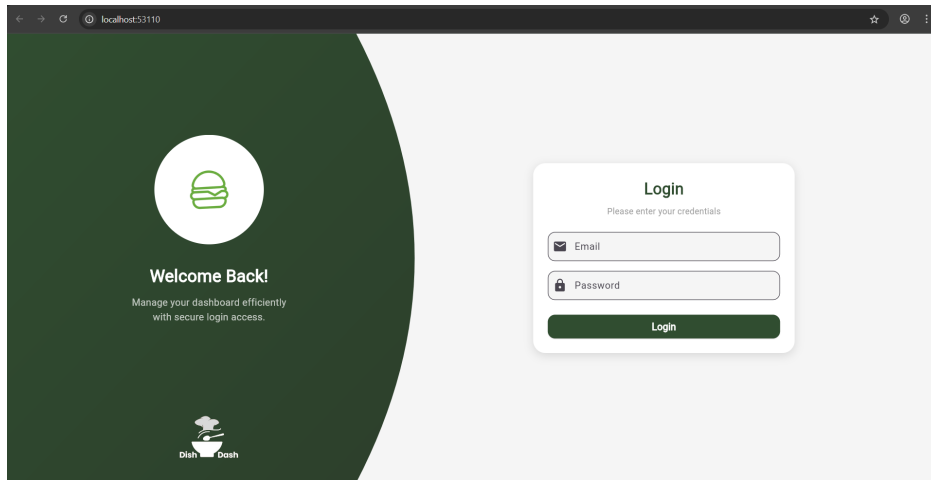 localhost:53110
Welcome Back!
Manage your dashboard efficiently
with secure login access.
Dish Dash
Login
Please enter your credentials
Email
Password
Login